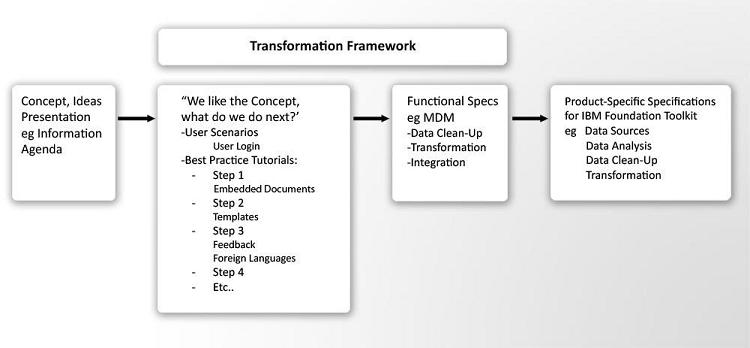 Transformation Framework
Concept, Ideas
Presentation
eg Information
Agenda
“We like the Concept,
what do we do next?’
-User Scenarios
User Login
-Best Practice Tutorials:
- Step 1
Embedded Documents
- Step 2
Templates
- Step 3
Feedback
Foreign Languages
- Step 4
- Etc..
Functional Specs
eg MDM
-Data Clean-Up
-Transformation
-Integration
Product-Specific Specifications
for IBM Foundation Toolkit
eg Data Sources
Data Analysis
Data Clean-Up
Transformation